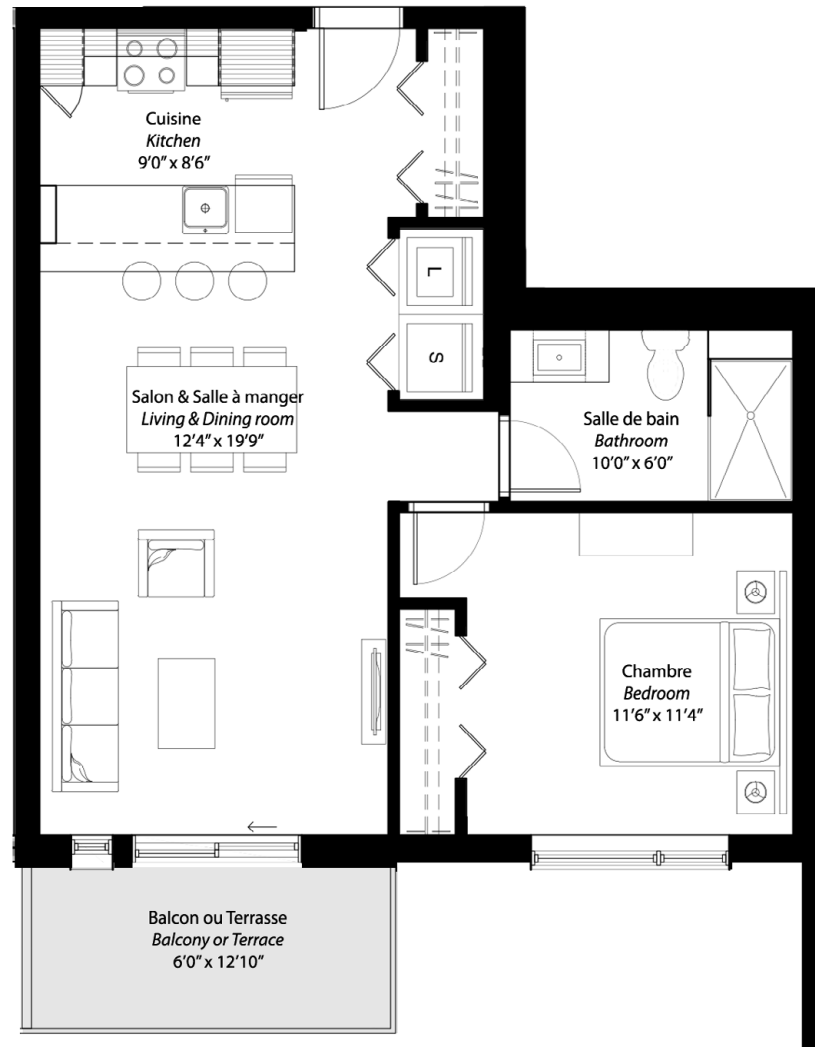 Cuisine
Kitchen
9'0" x 8'6"
L
S
Salon & Salle à manger
Living & Dining room
12'4" x 19'9"
Salle de bain
Bathroom
10'0" x 6'0"
Chambre
Bedroom
11'6" x 11'4"
Balcon ou Terrasse
Balcony or Terrace
6'0" x 12'10"